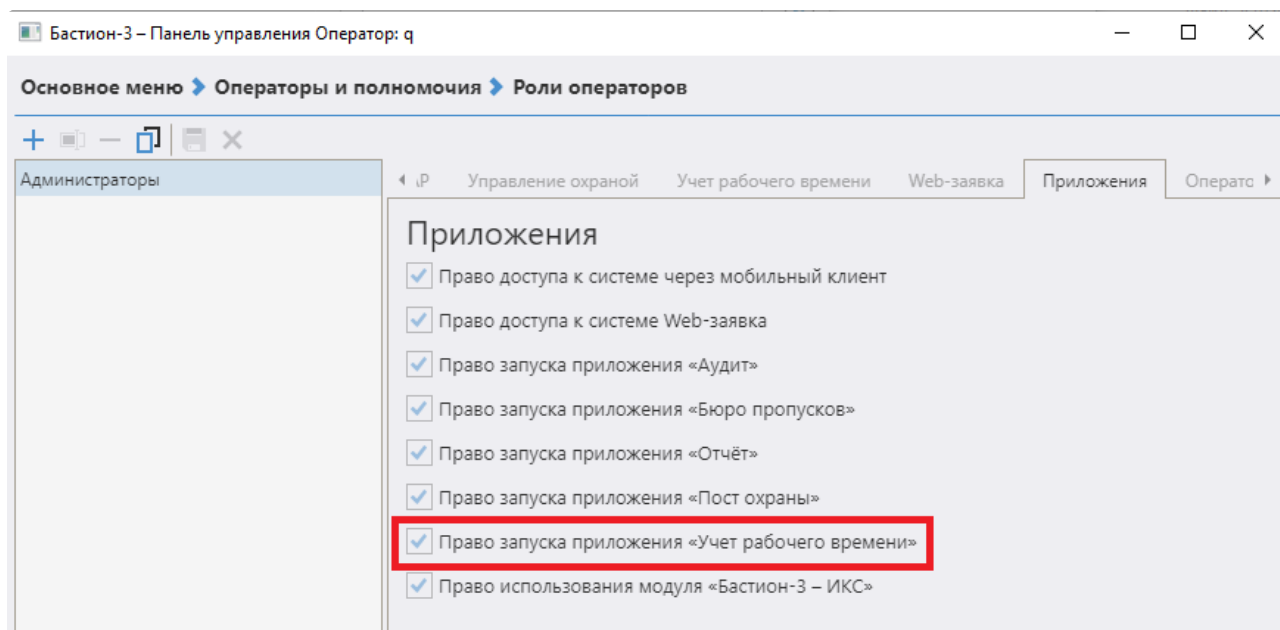 Бастион-3 – Панель управления Оператор: q
Основное меню Операторы и полномочия Роли операторов
Администраторы
Управление охраной Учет рабочего времени Web-заявка Приложения
Приложения
Право доступа к системе через мобильный клиент
Право доступа к системе Web-заявка
Право запуска приложения «Аудит»
Право запуска приложения «Бюро пропусков»
Право запуска приложения «Отчёт»
Право запуска приложения «Пост охраны»
Право запуска приложения «Учет рабочего времени»
Право использования модуля «Бастион-3 – ИКС»